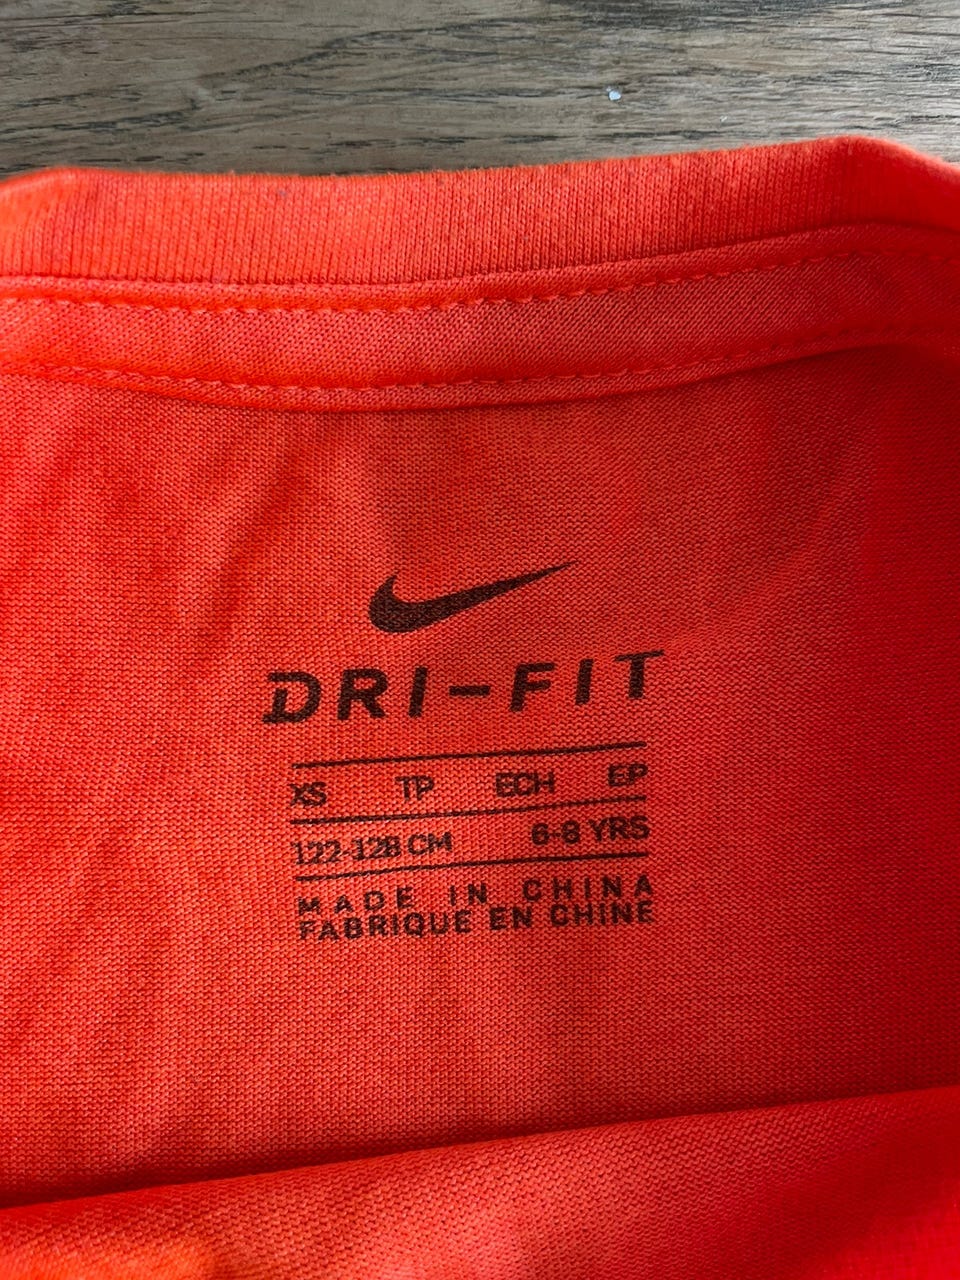 DRI-FIT
XS TP ECH EP
122-128 CM 6-8 YRS
MADE IN CHINA
FABRIQUE EN CHINE